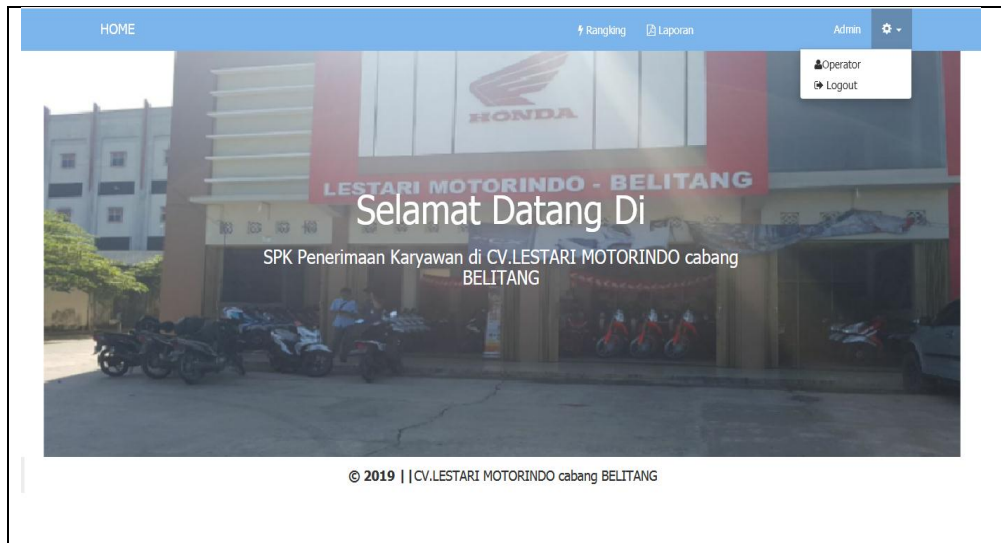 HOME
Rangking
Laporan
Admin
Operator
Logout
HONDA
LESTARI MOTORINDO - BELITANG
Selamat Datang Di
SPK Penerimaan Karyawan di CV.LESTARI MOTORINDO cabang
BELITANG
© 2019 ||CV.LESTARI MOTORINDO cabang BELITANG